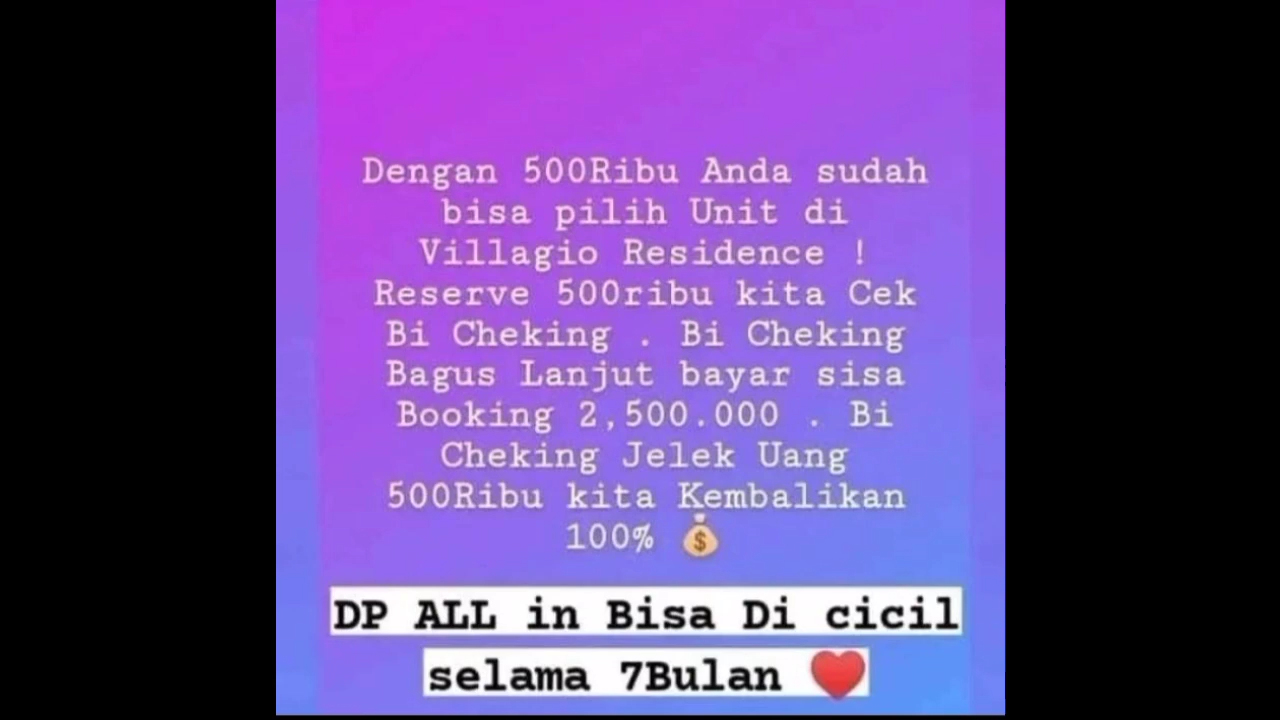 Dengan 500Ribu Anda sudah
bisa pilih Unit di
Villagio Residence !
Reserve 500ribu kita Cek
Bi Cheking . Bi Cheking
Bagus Lanjut bayar sisa
Booking 2,500.000 . Bi
Cheking Jelek Uang
500Ribu kita Kembalikan
100% 💰
DP ALL in Bisa Di cicil
selama 7Bulan ❤️